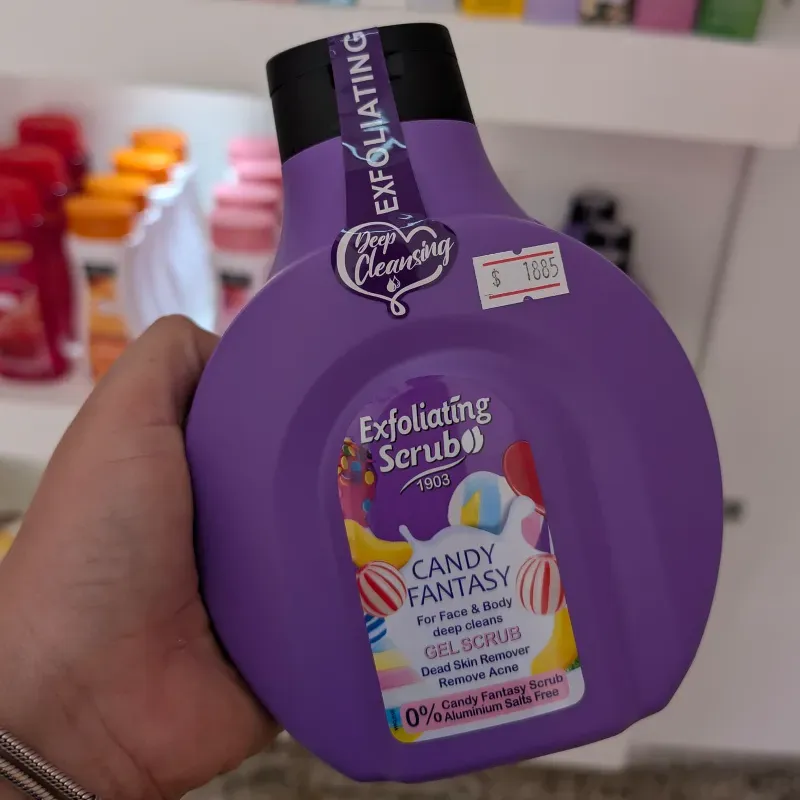 EXFOLIATING
Deep
Cleansing
$ 1885
Exfoliating
Scrub
1903
CANDY
FANTASY
For Face & Body
deep cleans
GEL SCRUB
Dead Skin Remover
Remove Acne
0% Candy Fantasy Scrub
Aluminium Salts Free